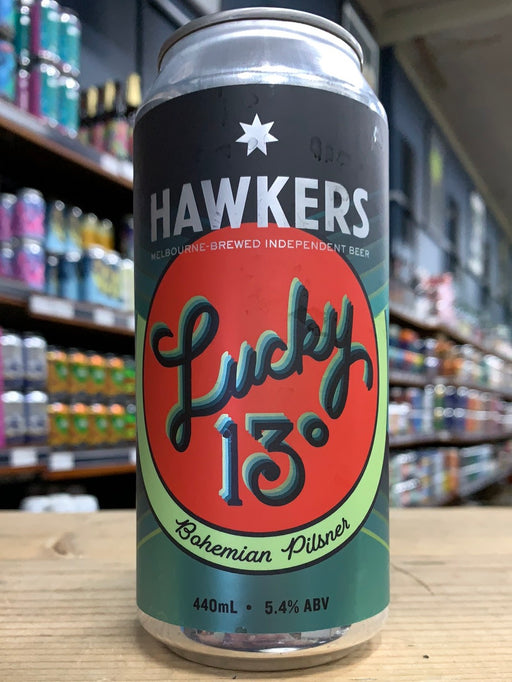 HAWKERS
MELBOURNE-BREWED INDEPENDENT BEER
Lucky
13°
Bohemian Pilsner
440mL • 5.4% ABV